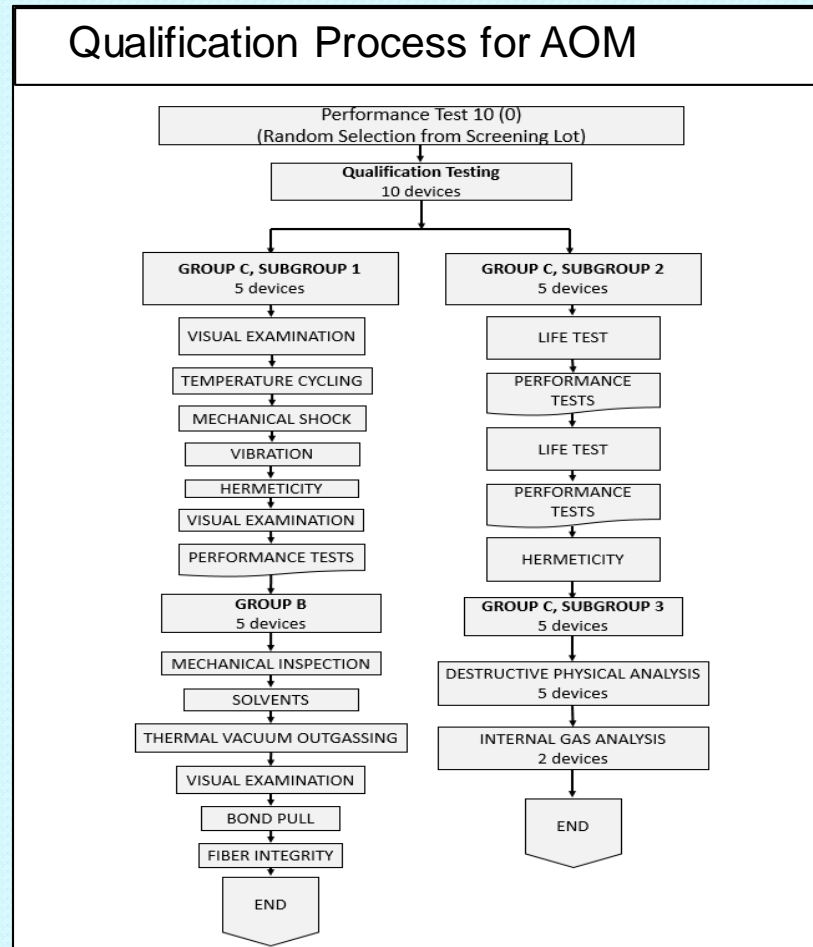 Qualification Process for AOM
Performance Test 10 (0)
(Random Selection from Screening Lot)
Qualification Testing
10 devices
GROUP C, SUBGROUP 1
5 devices
VISUAL EXAMINATION
TEMPERATURE CYCLING
MECHANICAL SHOCK
VIBRATION
HERMETICITY
VISUAL EXAMINATION
PERFORMANCE TESTS
GROUP B
5 devices
MECHANICAL INSPECTION
SOLVENTS
THERMAL VACUUM OUTGASSING
VISUAL EXAMINATION
BOND PULL
FIBER INTEGRITY
END
GROUP C, SUBGROUP 2
5 devices
LIFE TEST
PERFORMANCE
TESTS
LIFE TEST
PERFORMANCE
TESTS
HERMETICITY
GROUP C, SUBGROUP 3
5 devices
DESTRUCTIVE PHYSICAL ANALYSIS
5 devices
INTERNAL GAS ANALYSIS
2 devices
END